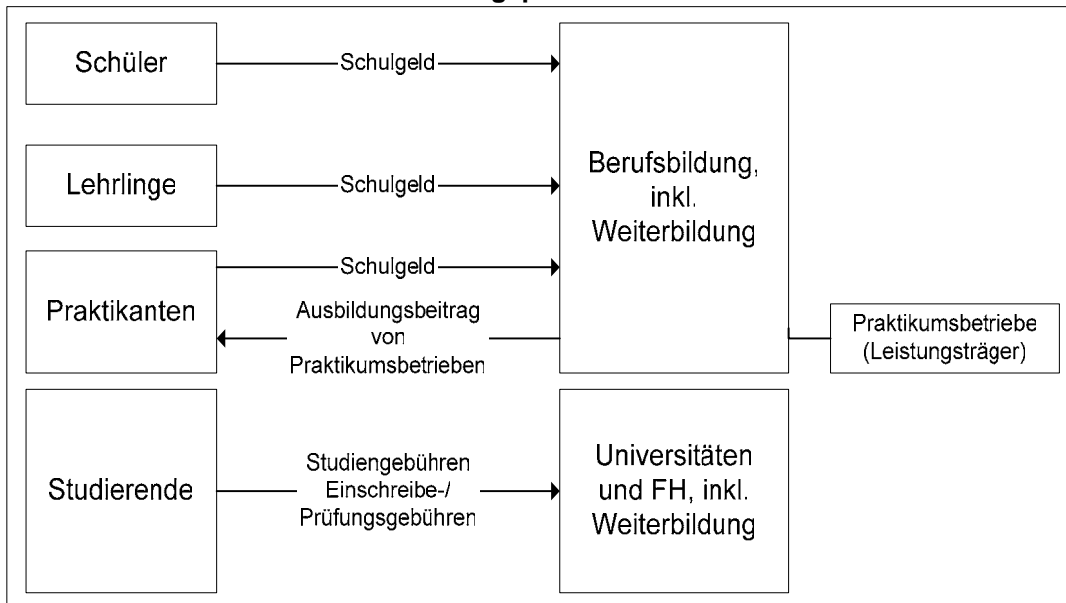 Schüler
Schulgeld
Lehrlinge
Schulgeld
Berufsbildung,
inkl.
Weiterbildung
Praktikanten
Schulgeld
Ausbildungsbeitrag
von
Praktikumsbetrieben
Praktikumsbetriebe
(Leistungsträger)
Studierende
Studiengebühren
Einschreibe-/
Prüfungsgebühren
Universitäten
und FH, inkl.
Weiterbildung